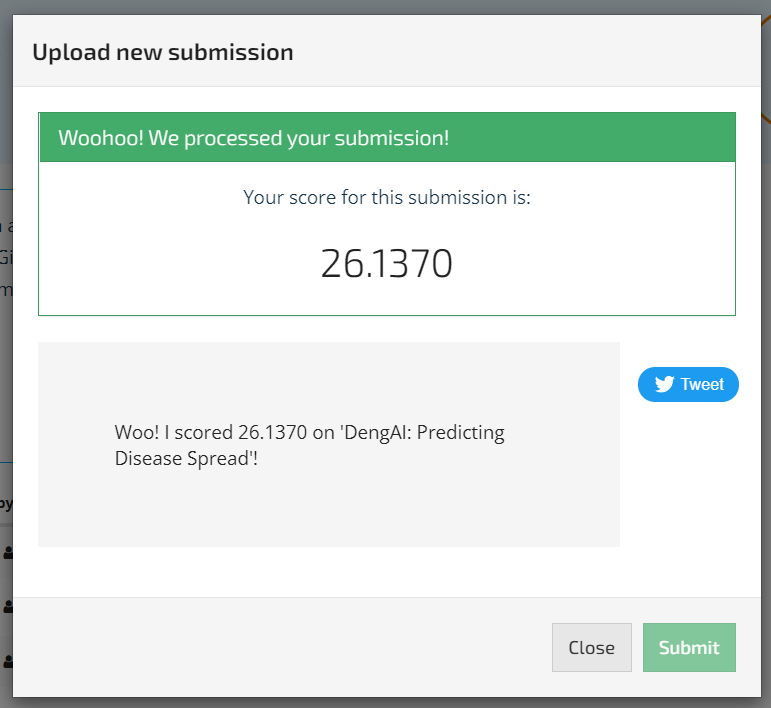 Upload new submission
Woohoo! We processed your submission!
Your score for this submission is:
26.1370
Tweet
Woo! I scored 26.1370 on 'DengAI: Predicting
Disease Spread'!
Close
Submit